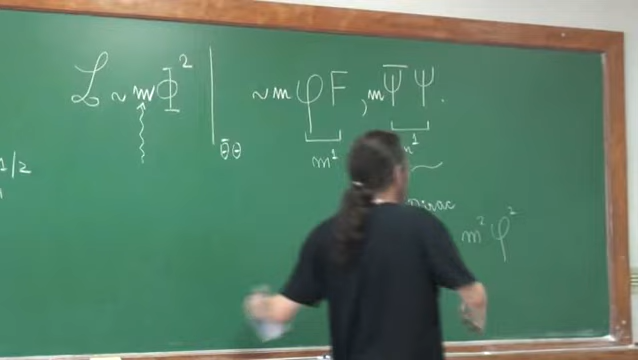 ℒ ~ m Φ² | θ̄θ ~ m φ F , m Ψ̄ Ψ .
1/2
m¹ m¹
Dirac
m² φ²